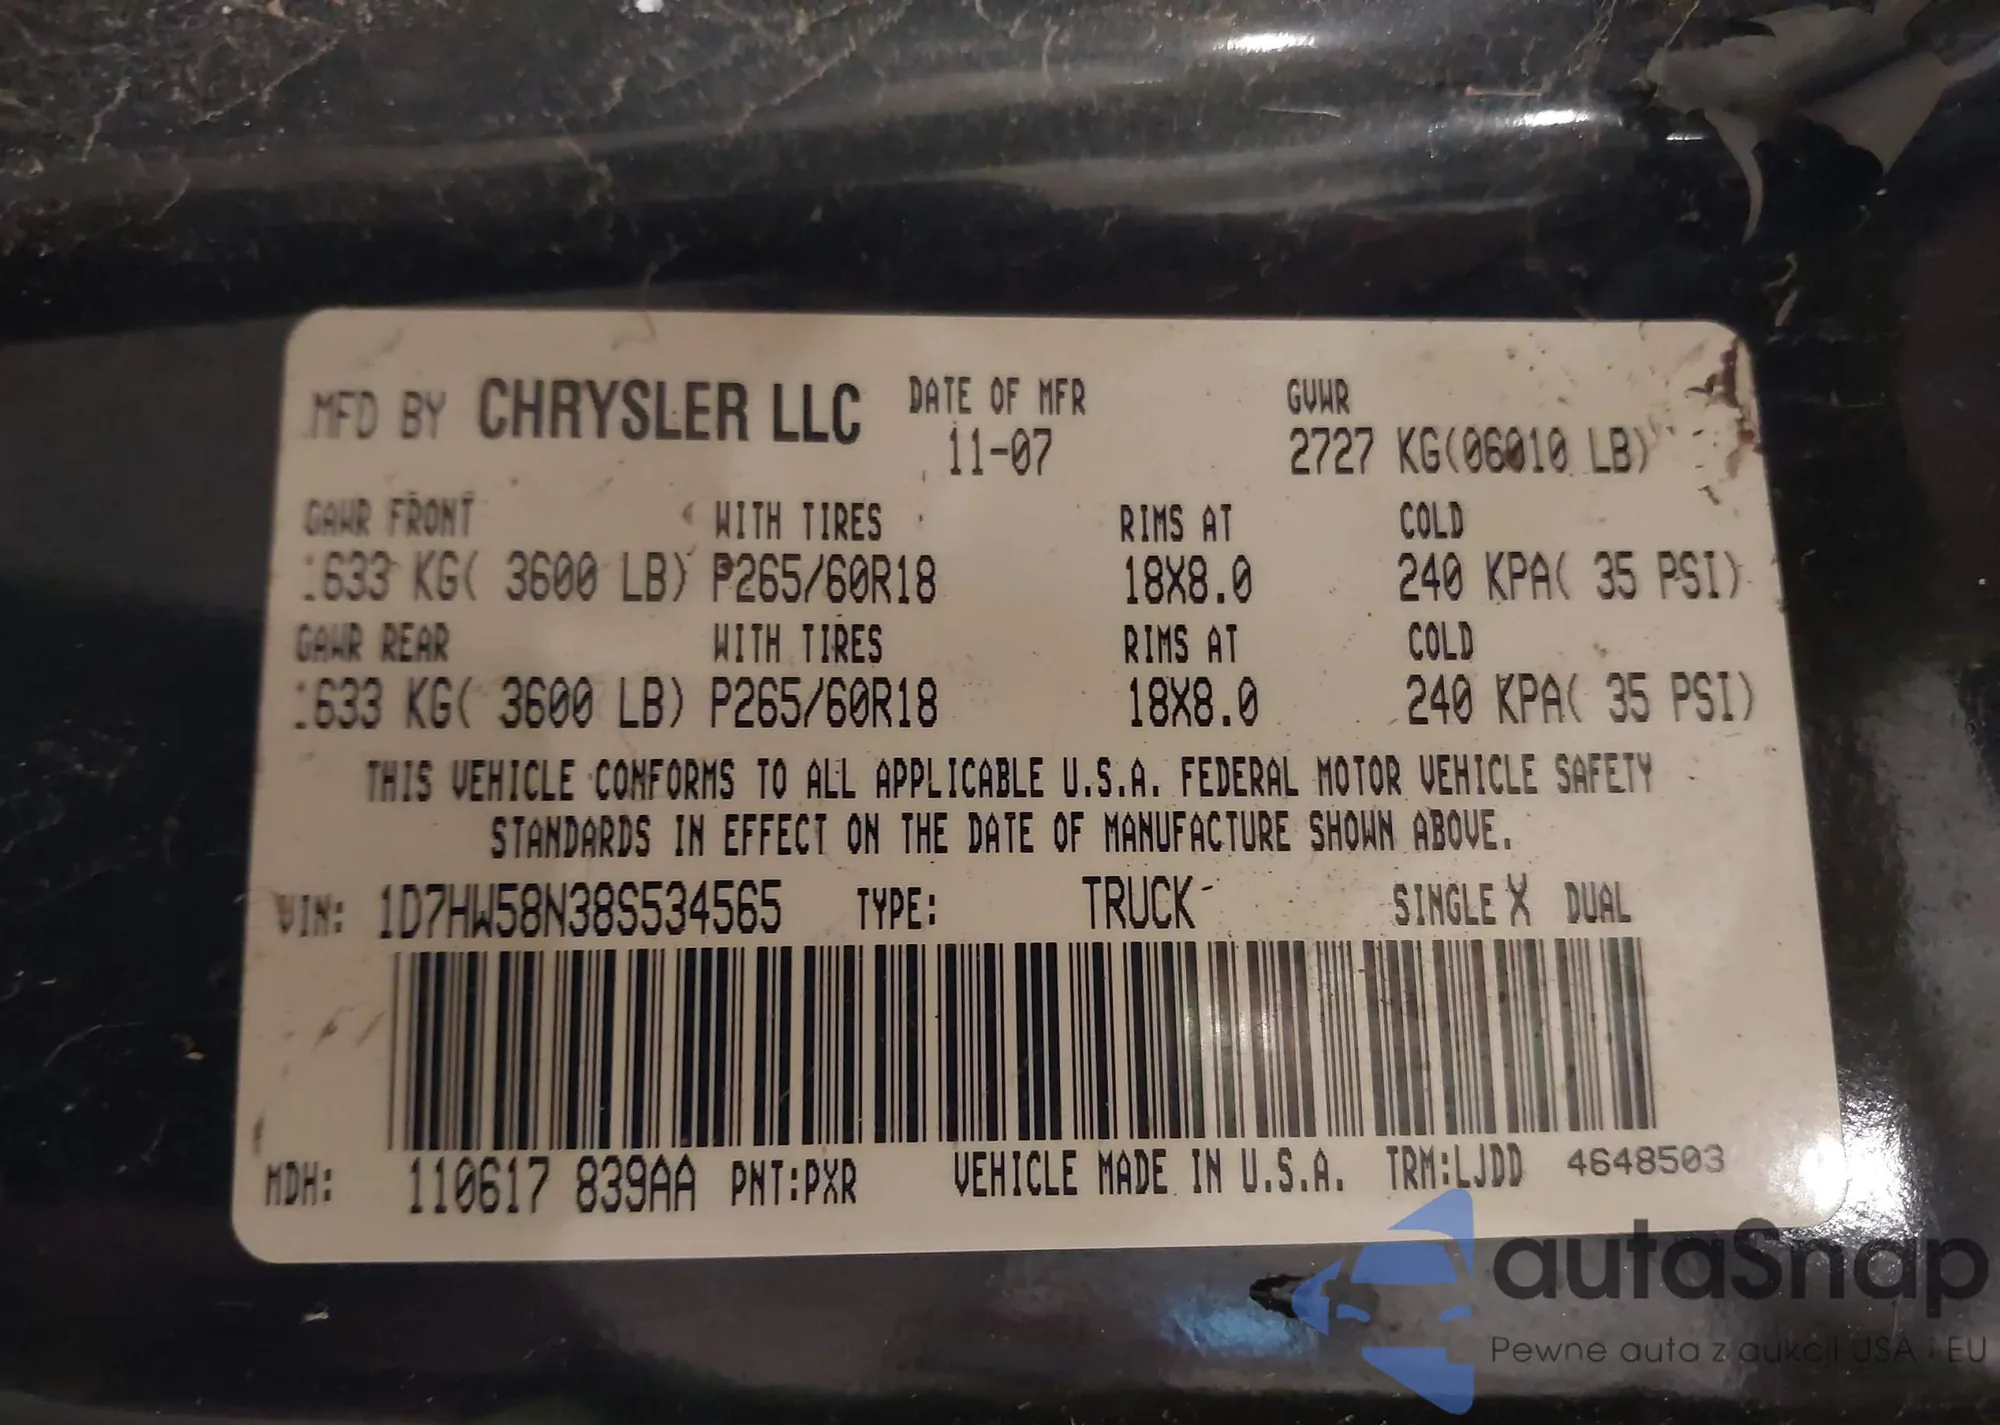 MFD BY CHRYSLER LLC DATE OF MFR GVWR
11-07 2727 KG(06010 LB)
GAWR FRONT WITH TIRES RIMS AT COLD
1633 KG( 3600 LB) P265/60R18 18X8.0 240 KPA( 35 PSI)
GAWR REAR WITH TIRES RIMS AT COLD
1633 KG( 3600 LB) P265/60R18 18X8.0 240 KPA( 35 PSI)
THIS VEHICLE CONFORMS TO ALL APPLICABLE U.S.A. FEDERAL MOTOR VEHICLE SAFETY
STANDARDS IN EFFECT ON THE DATE OF MANUFACTURE SHOWN ABOVE.
VIN: 1D7HW58N38S534565 TYPE: TRUCK SINGLE X DUAL
MDH: 110617 839AA PNT:PXR VEHICLE MADE IN U.S.A. TRM:LJDD 4648503
autaSnap
Pewne auta z aukcji USA i EU